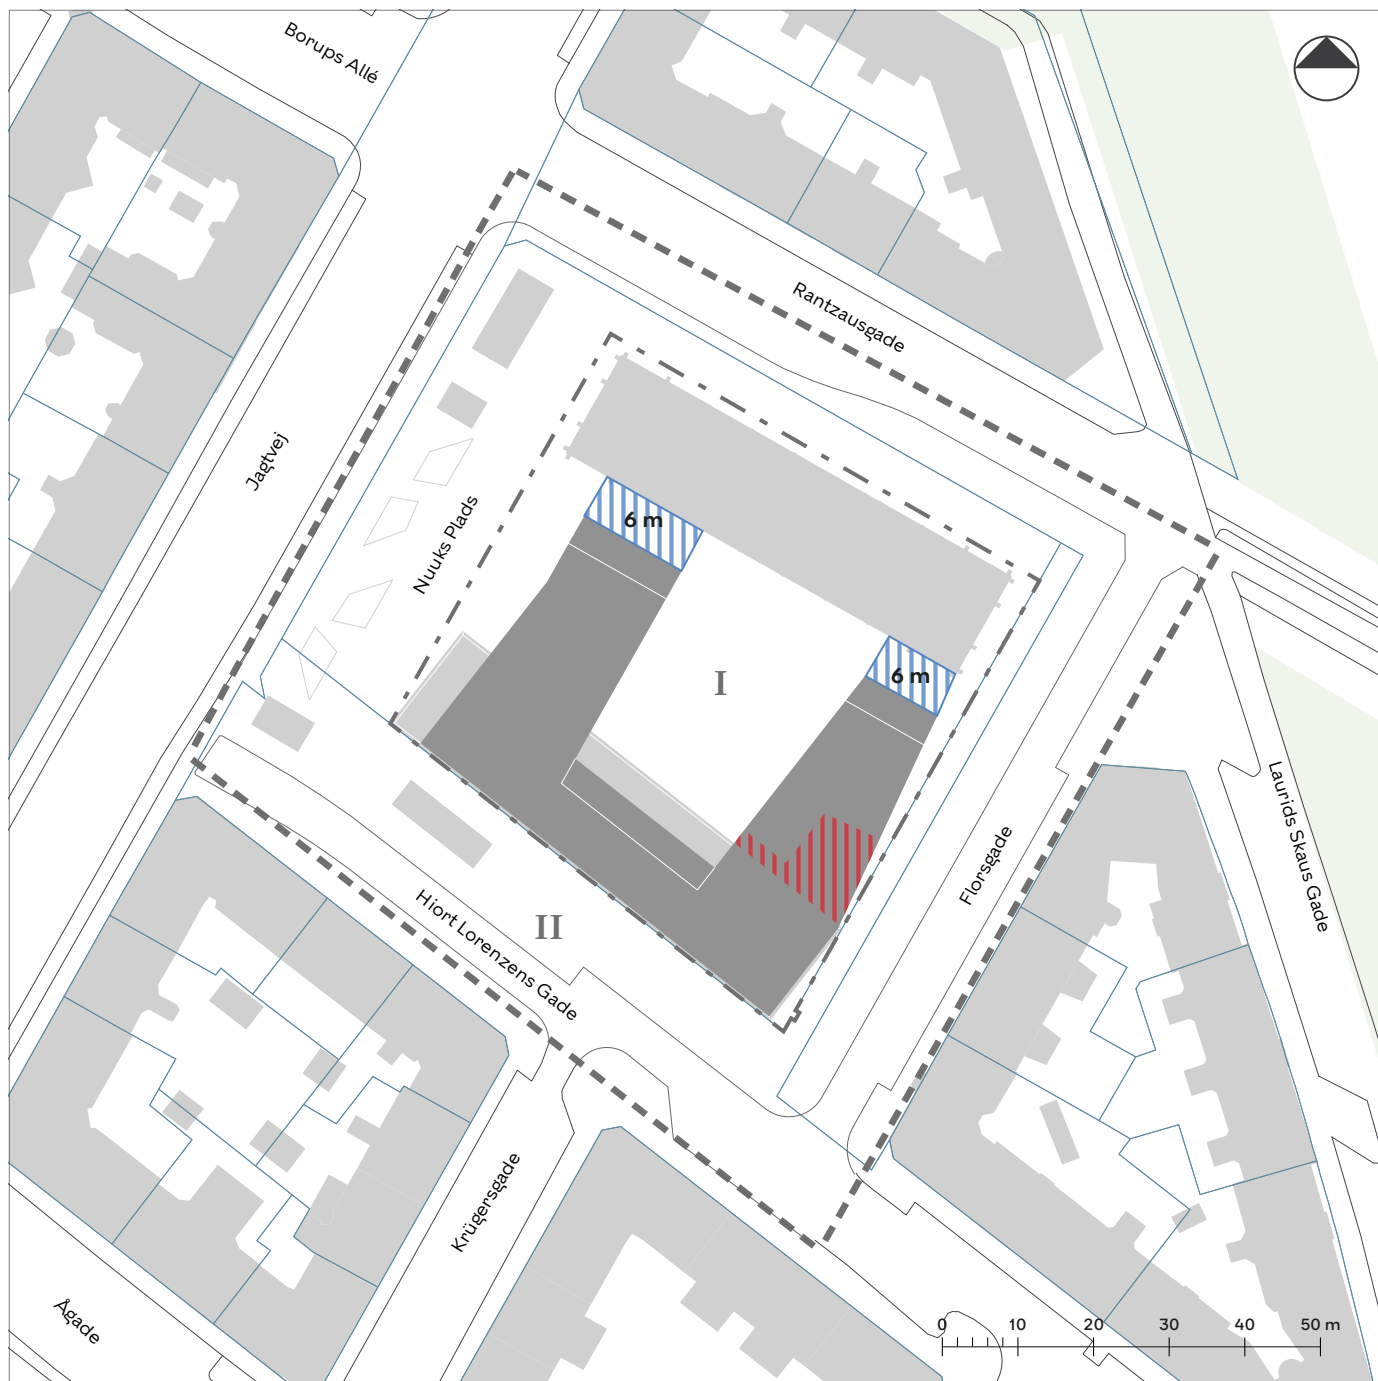 Borups Allé
Rantzausgade
Jagtvej
Nuuks Plads
6 m
6 m
I
Florsgade
Laurids Skaus Gade
II
Hiort Lorenzens Gade
Krügersgade
Ågade
0 10 20 30 40 50 m